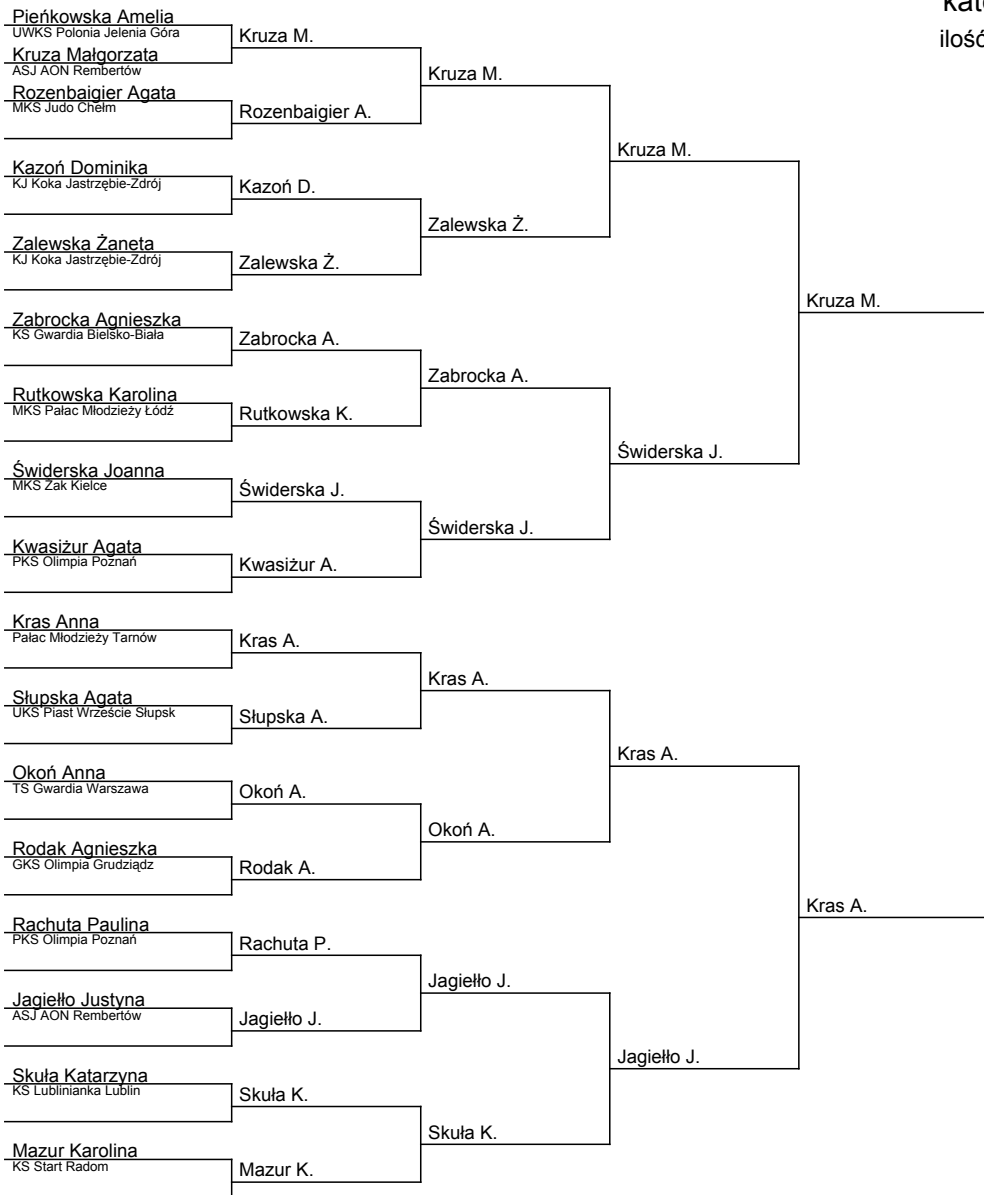 Pieńkowska Amelia
UWKS Polonia Jelenia Góra
Kruza Małgorzata
ASJ AON Rembertów
Rozenbaigier Agata
MKS Judo Chełm
Kazoń Dominika
KJ Koka Jastrzębie-Zdrój
Zalewska Żaneta
KJ Koka Jastrzębie-Zdrój
Zabrocka Agnieszka
KS Gwardia Bielsko-Biała
Rutkowska Karolina
MKS Pałac Młodzieży Łódź
Świderska Joanna
MKS Żak Kielce
Kwasiżur Agata
PKS Olimpia Poznań
Kras Anna
Pałac Młodzieży Tarnów
Słupska Agata
UKS Piast Wrzeście Słupsk
Okoń Anna
TS Gwardia Warszawa
Rodak Agnieszka
GKS Olimpia Grudziądz
Rachuta Paulina
PKS Olimpia Poznań
Jagiełło Justyna
ASJ AON Rembertów
Skuła Katarzyna
KS Lublinianka Lublin
Mazur Karolina
KS Start Radom
Kruza M.
Rozenbaigier A.
Kazoń D.
Zalewska Ż.
Zabrocka A.
Rutkowska K.
Świderska J.
Kwasiżur A.
Kras A.
Słupska A.
Okoń A.
Rodak A.
Rachuta P.
Jagiełło J.
Skuła K.
Mazur K.
Kruza M.
Zalewska Ż.
Zabrocka A.
Świderska J.
Kras A.
Okoń A.
Jagiełło J.
Skuła K.
Kruza M.
Świderska J.
Kras A.
Jagiełło J.
Kruza M.
Kras A.
ilość